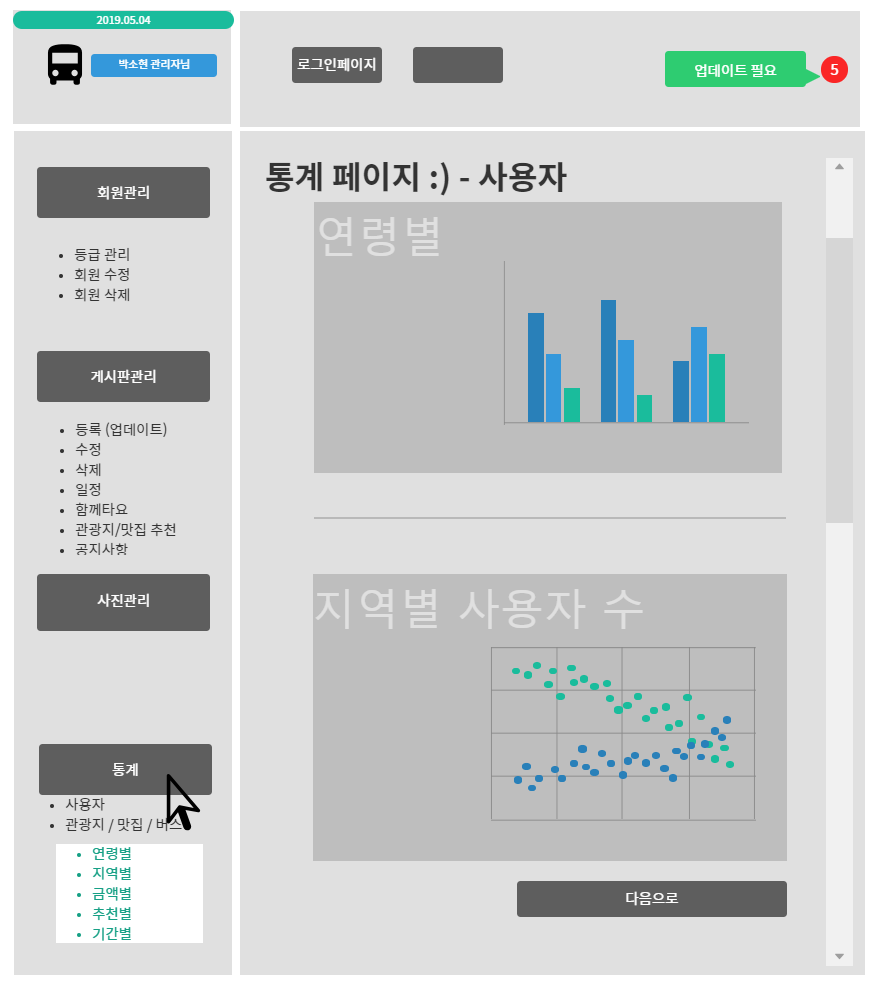 2019.05.04
박소현 관리자님
로그인페이지
업데이트 필요
5
회원관리
등급 관리
회원 수정
회원 삭제
게시판관리
등록 (업데이트)
수정
삭제
일정
함께타요
관광지/맛집 추천
공지사항
사진관리
통계
사용자
관광지 / 맛집 / 버스
연령별
지역별
금액별
추천별
기간별
통계 페이지 :) - 사용자
연령별
지역별 사용자 수
다음으로